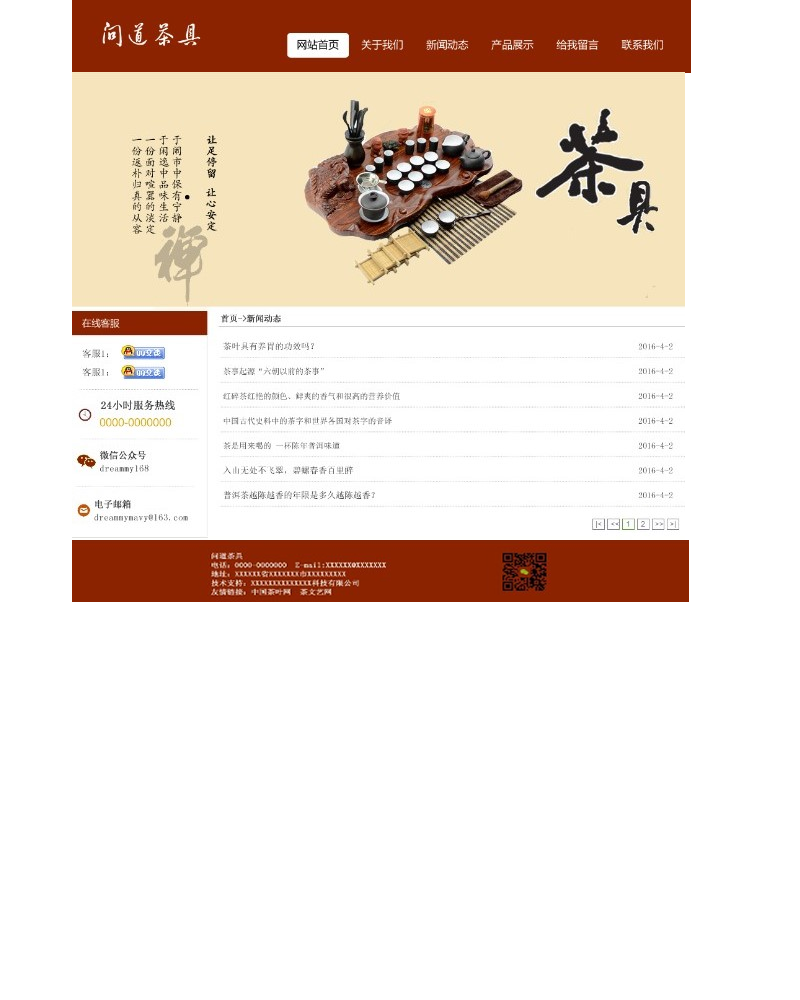 问道茶具
网站首页 关于我们 新闻动态 产品展示 给我留言 联系我们
让足停留 让心安定
于闹市中保有宁静
于闲逸中品味生活
一份面对喧嚣的淡定
一份返朴归真的从容
禅
茶具
在线客服
客服1： QQ交谈
客服1： QQ交谈
24小时服务热线
0000-0000000
微信公众号
dreammy168
电子邮箱
dreammymavy@163.com
首页->新闻动态
茶叶具有养胃的功效吗？ 2016-4-2
茶事起源“六朝以前的茶事” 2016-4-2
红碎茶红艳的颜色、鲜爽的香气和很高的营养价值 2016-4-2
中国古代史料中的茶字和世界各国对茶字的音译 2016-4-2
茶是用来喝的 一杯陈年普洱味道 2016-4-2
入山无处不飞翠，碧螺春香百里醉 2016-4-2
普洱茶越陈越香的年限是多久越陈越香？ 2016-4-2
|< << 1 2 >> >|
问道茶具
电话：0000-0000000 E-mail:XXXXXX@XXXXXXX
地址：XXXXXX省XXXXXXX市XXXXXXXXX
技术支持：XXXXXXXXXXXXX科技有限公司
友情链接：中国茶叶网 茶文艺网